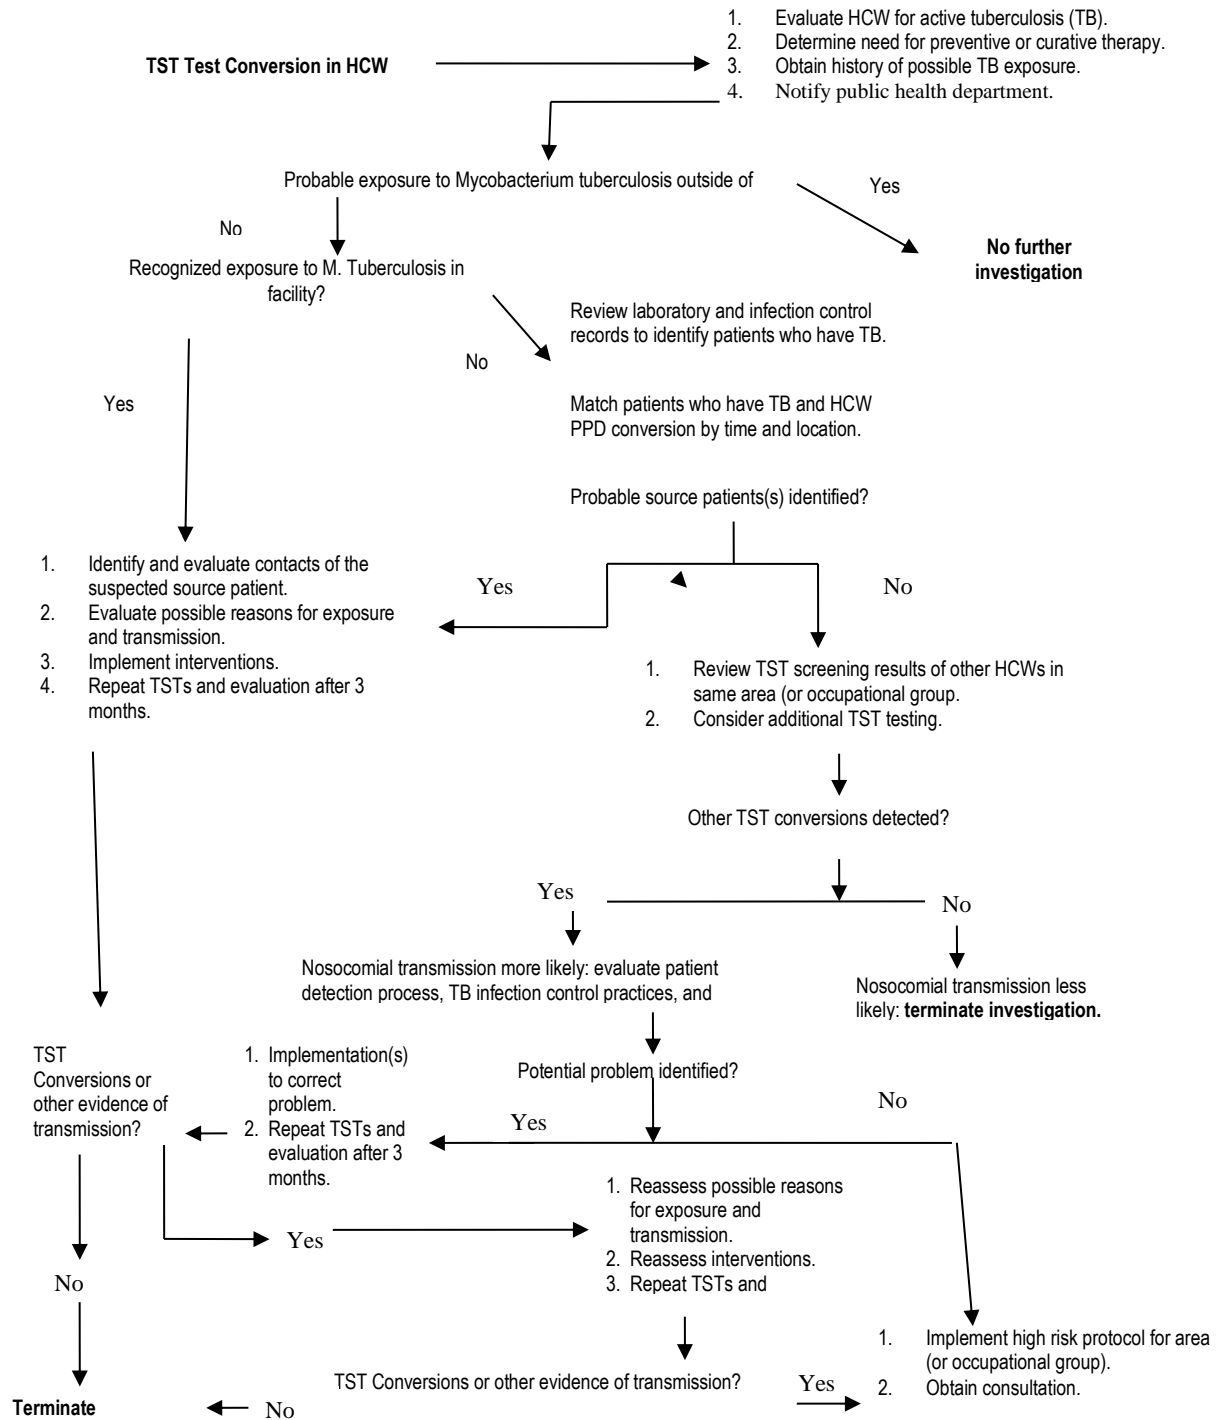 TST Test Conversion in HCW
1. Evaluate HCW for active tuberculosis (TB).
2. Determine need for preventive or curative therapy.
3. Obtain history of possible TB exposure.
4. Notify public health department.
Probable exposure to Mycobacterium tuberculosis outside of
Yes
No
No further
investigation
Recognized exposure to M. Tuberculosis in
facility?
Review laboratory and infection control
records to identify patients who have TB.
No
Yes
Match patients who have TB and HCW
PPD conversion by time and location.
Probable source patients(s) identified?
1. Identify and evaluate contacts of the
suspected source patient.
2. Evaluate possible reasons for exposure
and transmission.
3. Implement interventions.
4. Repeat TSTs and evaluation after 3
months.
Yes
No
1. Review TST screening results of other HCWs in
same area (or occupational group.
2. Consider additional TST testing.
Other TST conversions detected?
Yes
No
Nosocomial transmission more likely: evaluate patient
detection process, TB infection control practices, and
Nosocomial transmission less
likely: terminate investigation.
TST
Conversions or
other evidence of
transmission?
1. Implementation(s)
to correct
problem.
2. Repeat TSTs and
evaluation after 3
months.
Potential problem identified?
Yes
No
1. Reassess possible reasons
for exposure and
transmission.
2. Reassess interventions.
3. Repeat TSTs and
Yes
No
1. Implement high risk protocol for area
(or occupational group).
2. Obtain consultation.
TST Conversions or other evidence of transmission?
Yes
No
Terminate